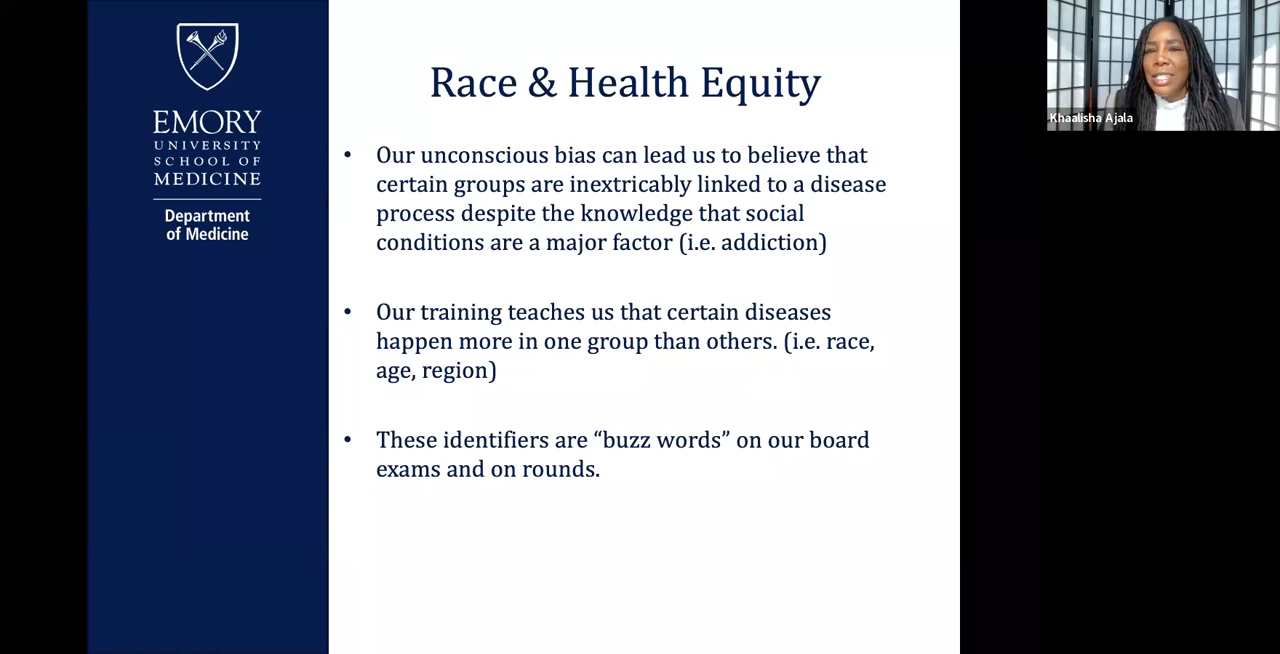 EMORY
UNIVERSITY
SCHOOL OF
MEDICINE
Department
of Medicine
Race & Health Equity
• Our unconscious bias can lead us to believe that
certain groups are inextricably linked to a disease
process despite the knowledge that social
conditions are a major factor (i.e. addiction)
• Our training teaches us that certain diseases
happen more in one group than others. (i.e. race,
age, region)
• These identifiers are “buzz words” on our board
exams and on rounds.
Khaalisha Ajala